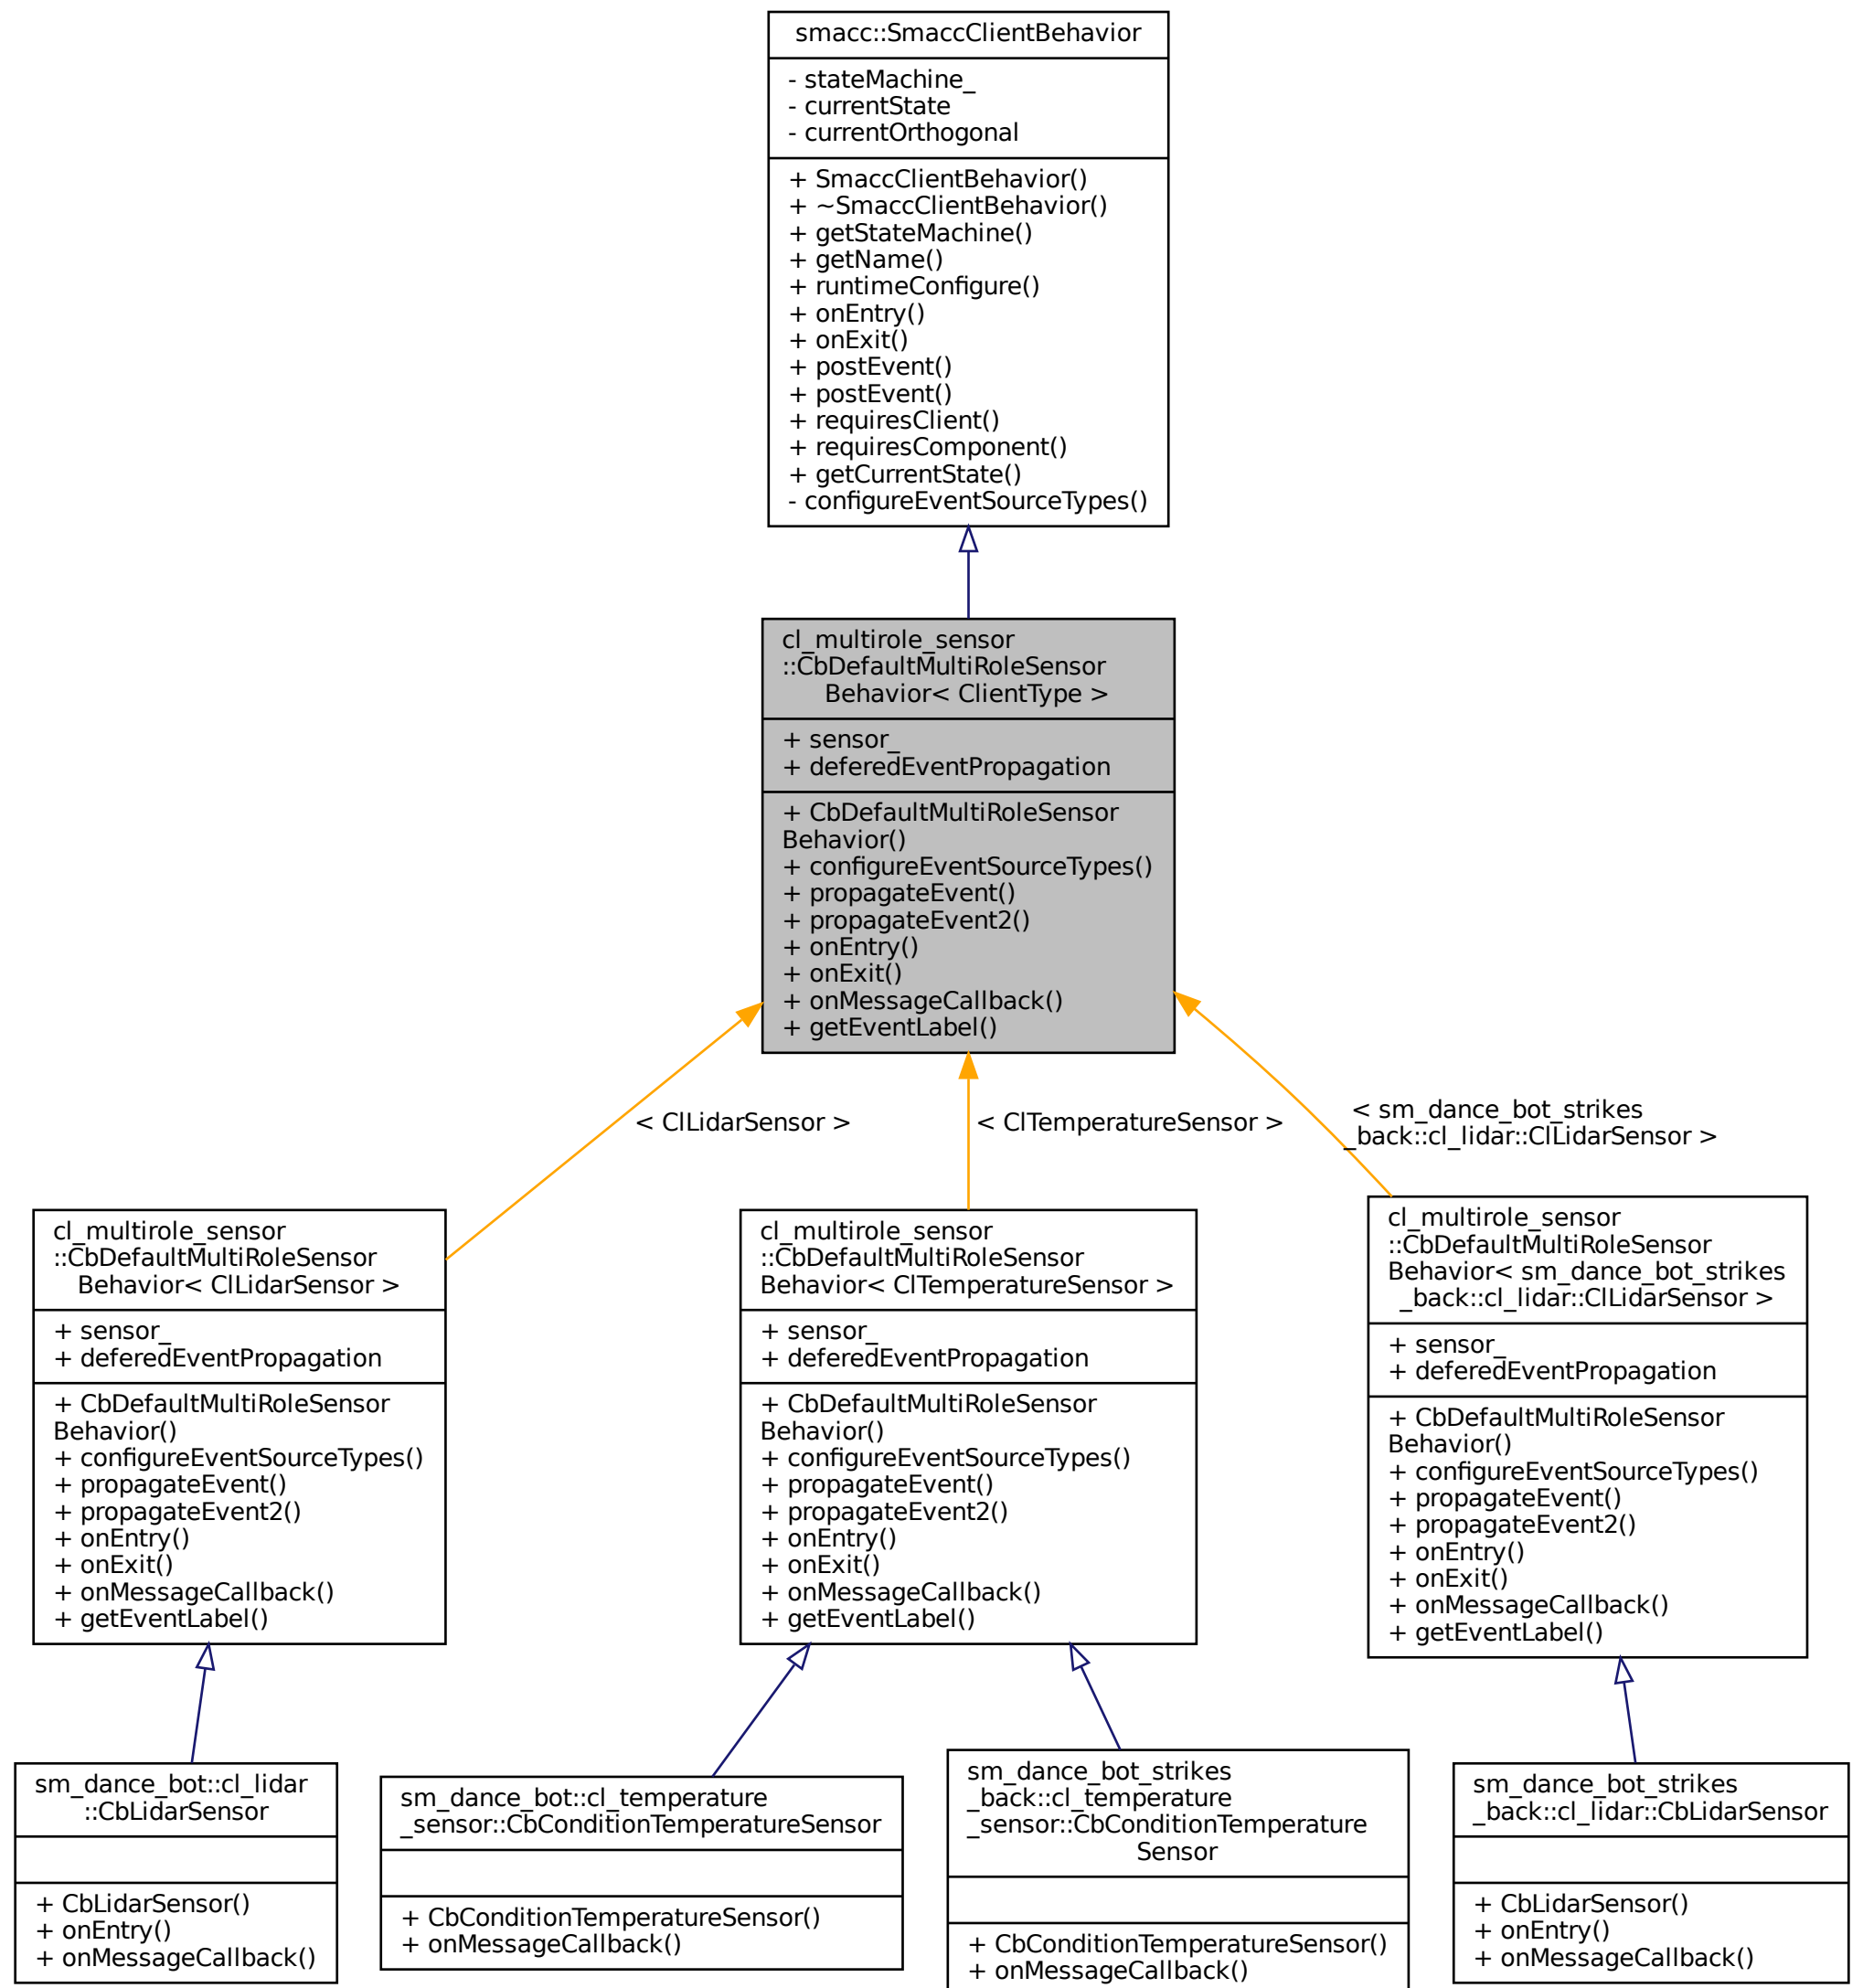 smacc::SmaccClientBehavior
- stateMachine_
- currentState
- currentOrthogonal
+ SmaccClientBehavior()
+ ~SmaccClientBehavior()
+ getStateMachine()
+ getName()
+ runtimeConfigure()
+ onEntry()
+ onExit()
+ postEvent()
+ postEvent()
+ requiresClient()
+ requiresComponent()
+ getCurrentState()
- configureEventSourceTypes()
cl_multirole_sensor
::CbDefaultMultiRoleSensor
Behavior< ClientType >
+ sensor_
+ deferedEventPropagation
+ CbDefaultMultiRoleSensor
Behavior()
+ configureEventSourceTypes()
+ propagateEvent()
+ propagateEvent2()
+ onEntry()
+ onExit()
+ onMessageCallback()
+ getEventLabel()
< ClLidarSensor >
< ClTemperatureSensor >
< sm_dance_bot_strikes
_back::cl_lidar::ClLidarSensor >
cl_multirole_sensor
::CbDefaultMultiRoleSensor
Behavior< ClLidarSensor >
+ sensor_
+ deferedEventPropagation
+ CbDefaultMultiRoleSensor
Behavior()
+ configureEventSourceTypes()
+ propagateEvent()
+ propagateEvent2()
+ onEntry()
+ onExit()
+ onMessageCallback()
+ getEventLabel()
cl_multirole_sensor
::CbDefaultMultiRoleSensor
Behavior< ClTemperatureSensor >
+ sensor_
+ deferedEventPropagation
+ CbDefaultMultiRoleSensor
Behavior()
+ configureEventSourceTypes()
+ propagateEvent()
+ propagateEvent2()
+ onEntry()
+ onExit()
+ onMessageCallback()
+ getEventLabel()
cl_multirole_sensor
::CbDefaultMultiRoleSensor
Behavior< sm_dance_bot_strikes
_back::cl_lidar::ClLidarSensor >
+ sensor_
+ deferedEventPropagation
+ CbDefaultMultiRoleSensor
Behavior()
+ configureEventSourceTypes()
+ propagateEvent()
+ propagateEvent2()
+ onEntry()
+ onExit()
+ onMessageCallback()
+ getEventLabel()
sm_dance_bot::cl_lidar
::CbLidarSensor
+ CbLidarSensor()
+ onEntry()
+ onMessageCallback()
sm_dance_bot::cl_temperature
_sensor::CbConditionTemperatureSensor
+ CbConditionTemperatureSensor()
+ onMessageCallback()
sm_dance_bot_strikes
_back::cl_temperature
_sensor::CbConditionTemperature
Sensor
+ CbConditionTemperatureSensor()
+ onMessageCallback()
sm_dance_bot_strikes
_back::cl_lidar::CbLidarSensor
+ CbLidarSensor()
+ onEntry()
+ onMessageCallback()